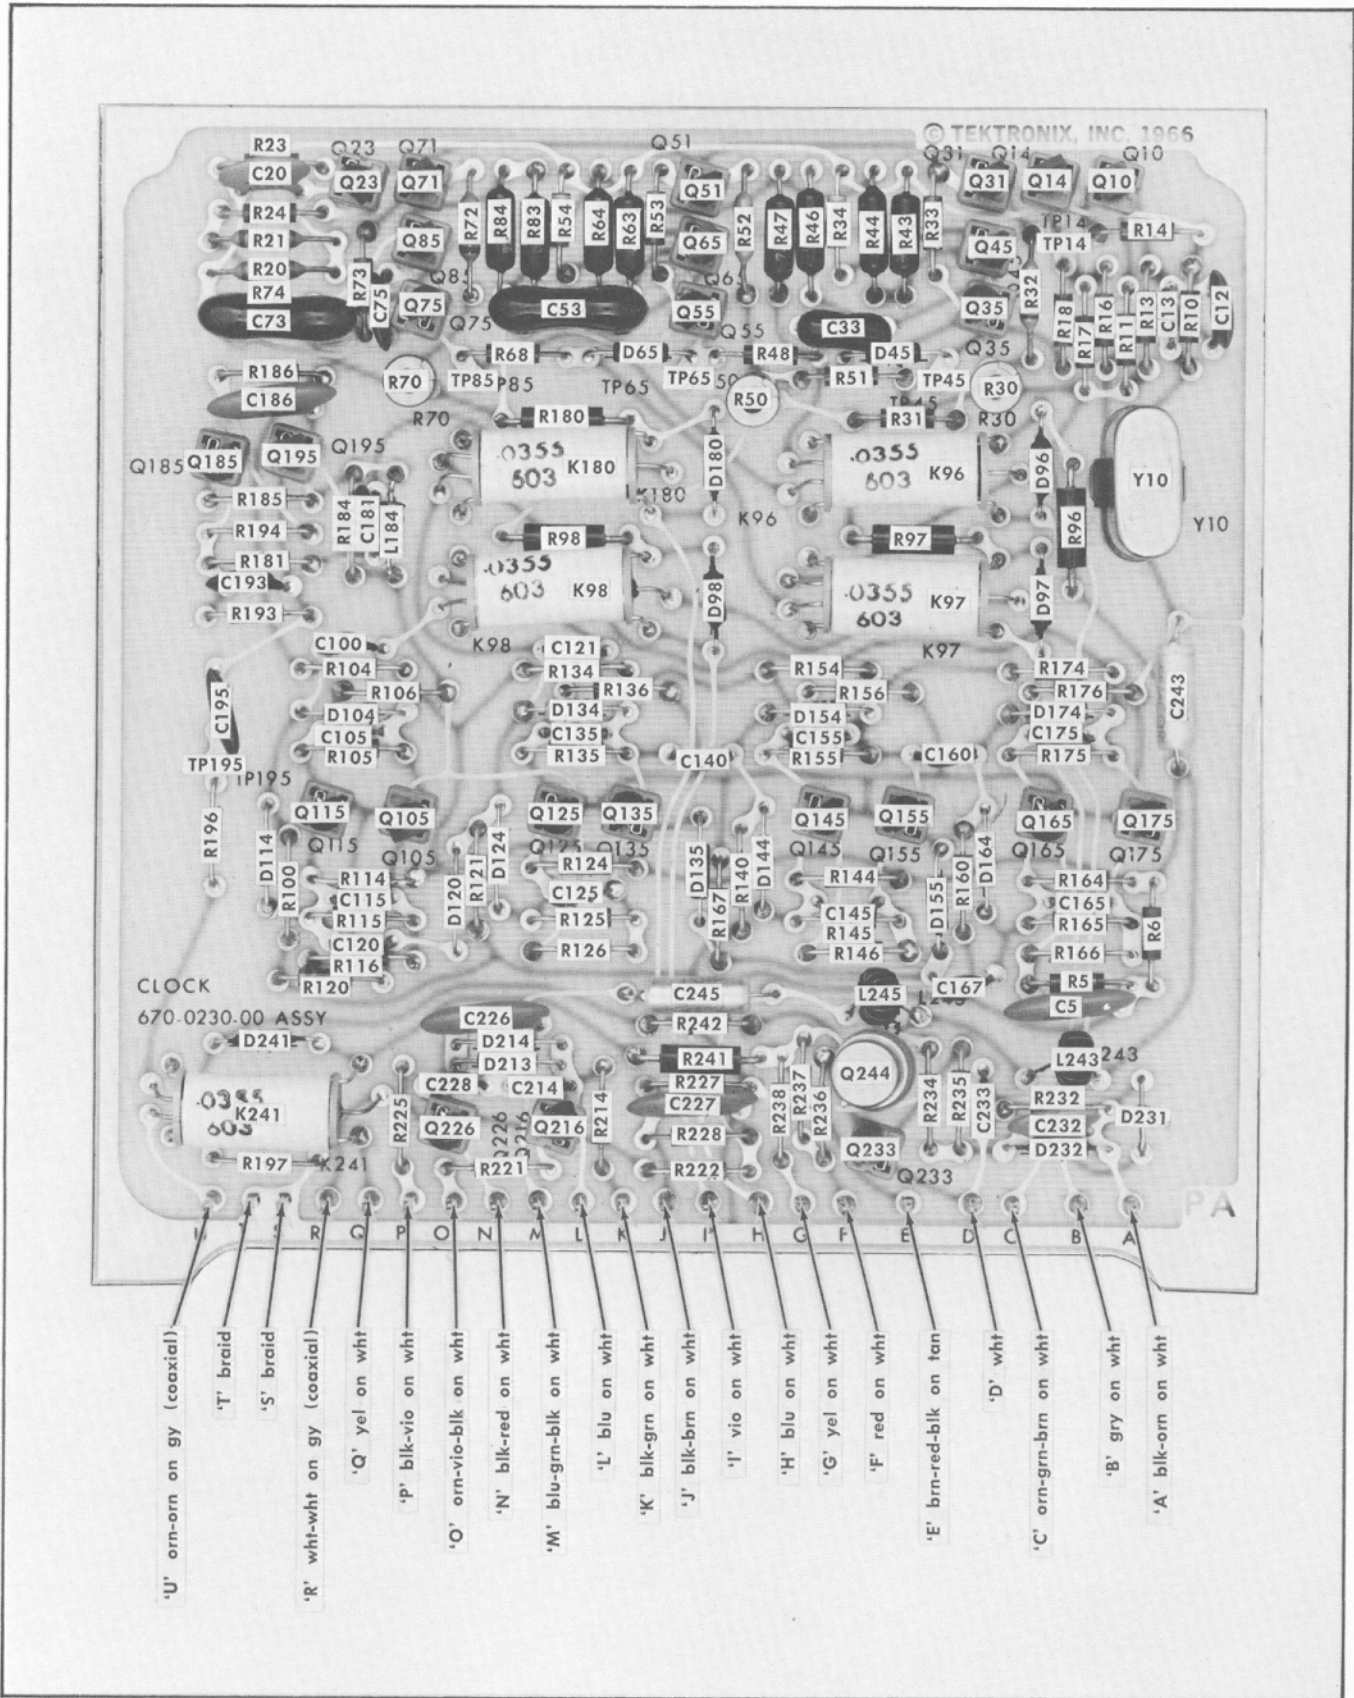 © TEKTRONIX, INC. 1966
R23 Q23 Q71 Q51 Q31 Q14 Q10
C20 Q23 Q71 Q51 Q31 Q14 Q10
R24 R72 R84 R83 R54 R64 R63 R53 R52 R47 R46 R34 R44 R43 R33 TP14
R21 Q85 Q65 Q45 TP14 R14
R20 R73 C75
R74 Q75 Q55 Q35 R32 R18 R17 R16 R11 R13 C13 R10 C12
C73 C53 C33
Q75 Q55 Q35
R68 D65 R48 D45
R186 R70 TP85 TP65 TP65 R51 TP45 R30
C186 R70 R50 R30
R180 R31
Q185 Q185 Q195 Q195 .0355 603 K180 D180 .0355 603 K96 D96 Y10
R185 K180 R96
R194 R184 C181 L184 K96 Y10
R98 R97
R181
C193 .0355 603 K98 D98 .0355 603 K97 D97
R193
C100 K98 C121 K97
R104 R134 R154 R174
R106 R136 R156 R176
C195 D104 D134 D154 D174 C243
C105 C135 C155 C175
R105 R135 C140 R155 C160 R175
TP195 TP195
Q115 Q105 Q125 Q135 Q145 Q155 Q165 Q175
R196 D114 R100 Q115 Q105 D120 R121 D124 Q125 Q135 D135 R167 R140 D144 Q145 Q155 D155 R160 D164 Q165 Q175
R114 R124 R144 R164
C115 C125 C145 C165
R115 R125 R145 R165 R6
C120 R126 R146 R166
R116
R120 C167 R5
CLOCK C245 L245 C5
670-0230-00 ASSY C226 R242
D241 D214 R241 L243
D213 Q244
C228 C214 R227 R237 R234 R235 C233 R232
.0355 603 K241 R225 R214 C227 R238 R236 C232 D231
Q226 Q226 Q216 Q216 R228 Q233 D232
R197 K241 R221 R222 Q233
PA
R Q P O N M L K J I H G F E D C B A
'U' orn-orn on gy (coaxial)
'T' braid
'S' braid
'R' wht-wht on gy (coaxial)
'Q' yel on wht
'P' blk-vio on wht
'O' orn-vio-blk on wht
'N' blk-red on wht
'M' blu-grn-blk on wht
'L' blu on wht
'K' blk-grn on wht
'J' blk-brn on wht
'I' vio on wht
'H' blu on wht
'G' yel on wht
'F' red on wht
'E' brn-red-blk on tan
'D' wht
'C' orn-grn-brn on wht
'B' gry on wht
'A' blk-orn on wht